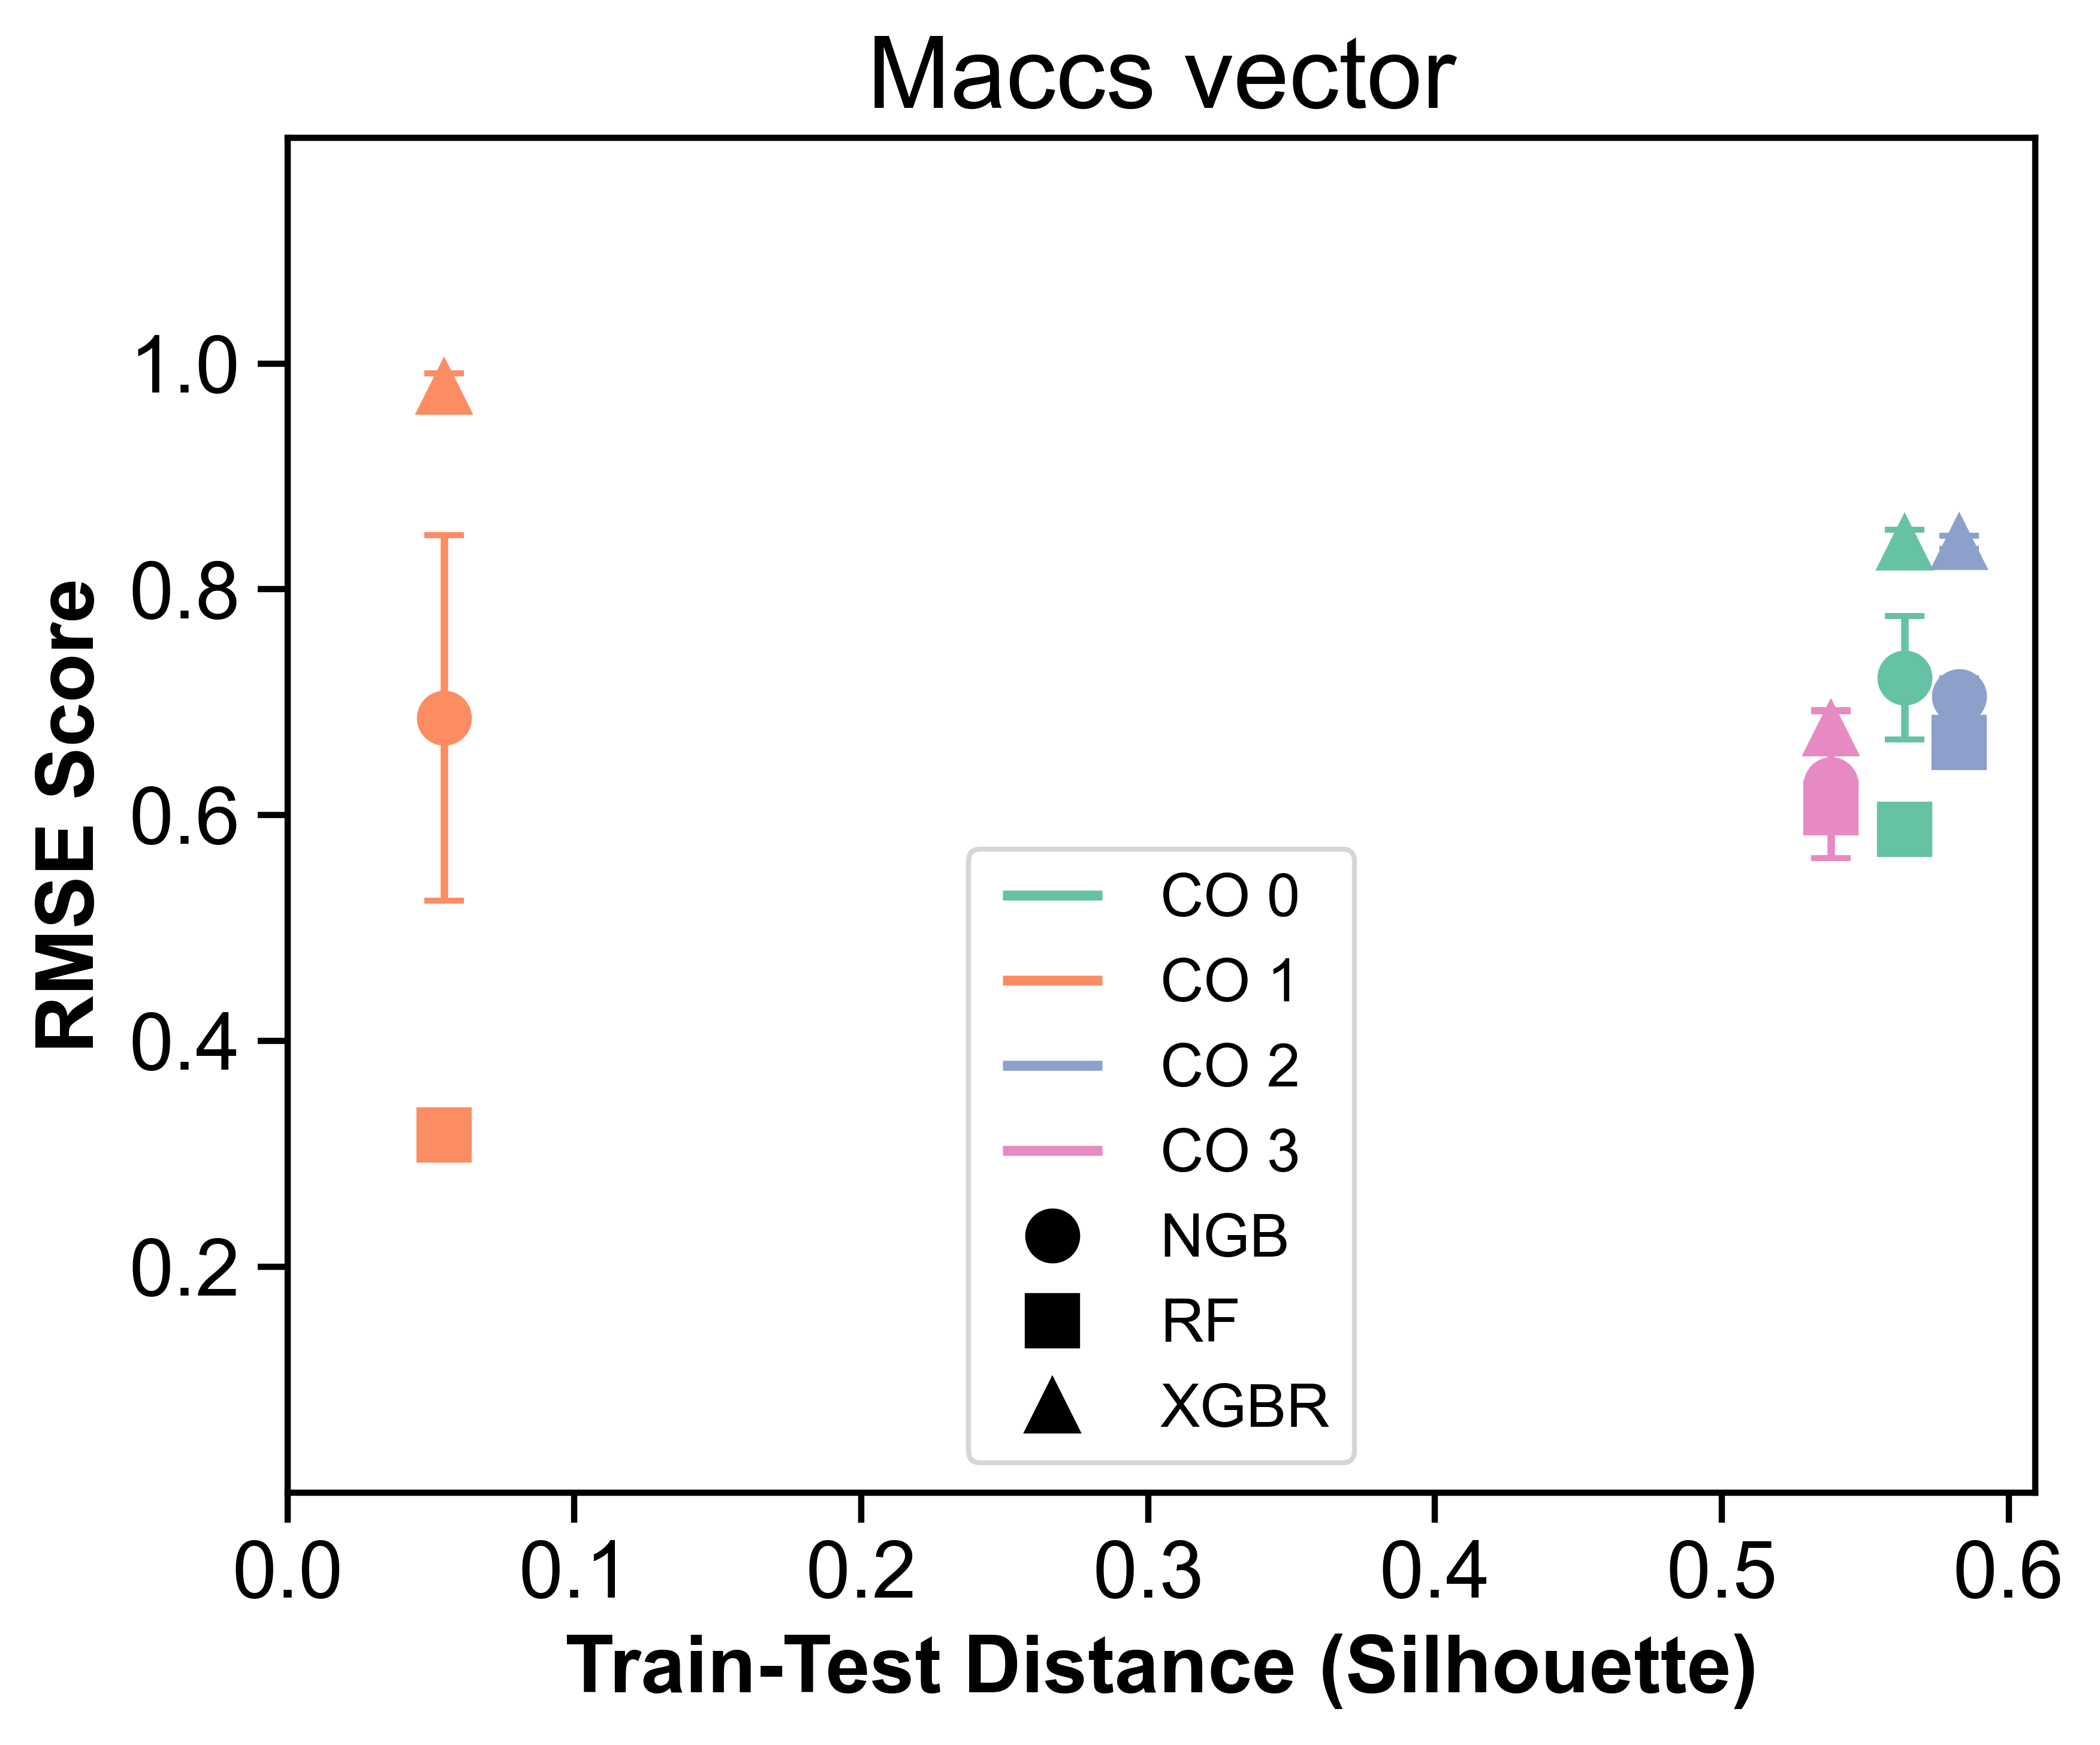 Maccs vector
RMSE Score
1.0
0.8
0.6
0.4
0.2
CO 0
CO 1
CO 2
CO 3
NGB
RF
XGBR
0.0 0.1 0.2 0.3 0.4 0.5 0.6
Train-Test Distance (Silhouette)